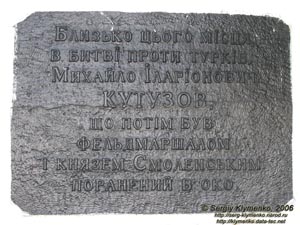 Близько цього місця
в битві проти турків,
Михайло Іларіонович
Кутузов,
що потім був
фельдмаршалом
і князем Смоленським
поранений в око.
© Sergiy Klymenko, 2006
http://serg-klymenko.narod.ru
http://klymenko.data-tec.net